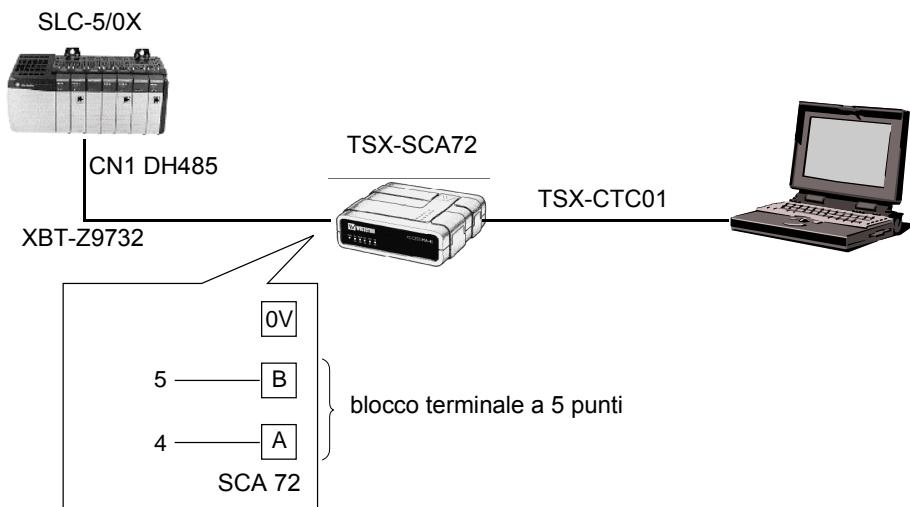 SLC-5/0X
CN1 DH485
TSX-SCA72
TSX-CTC01
XBT-Z9732
0V
5 B
4 A
blocco terminale a 5 punti
SCA 72